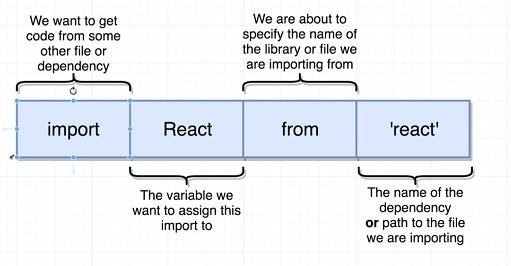 We want to get
code from some
other file or
dependency
We are about to
specify the name of
the library or file we
are importing from
import
React
from
'react'
The variable we
want to assign this
import to
The name of the
dependency
or path to the file
we are importing